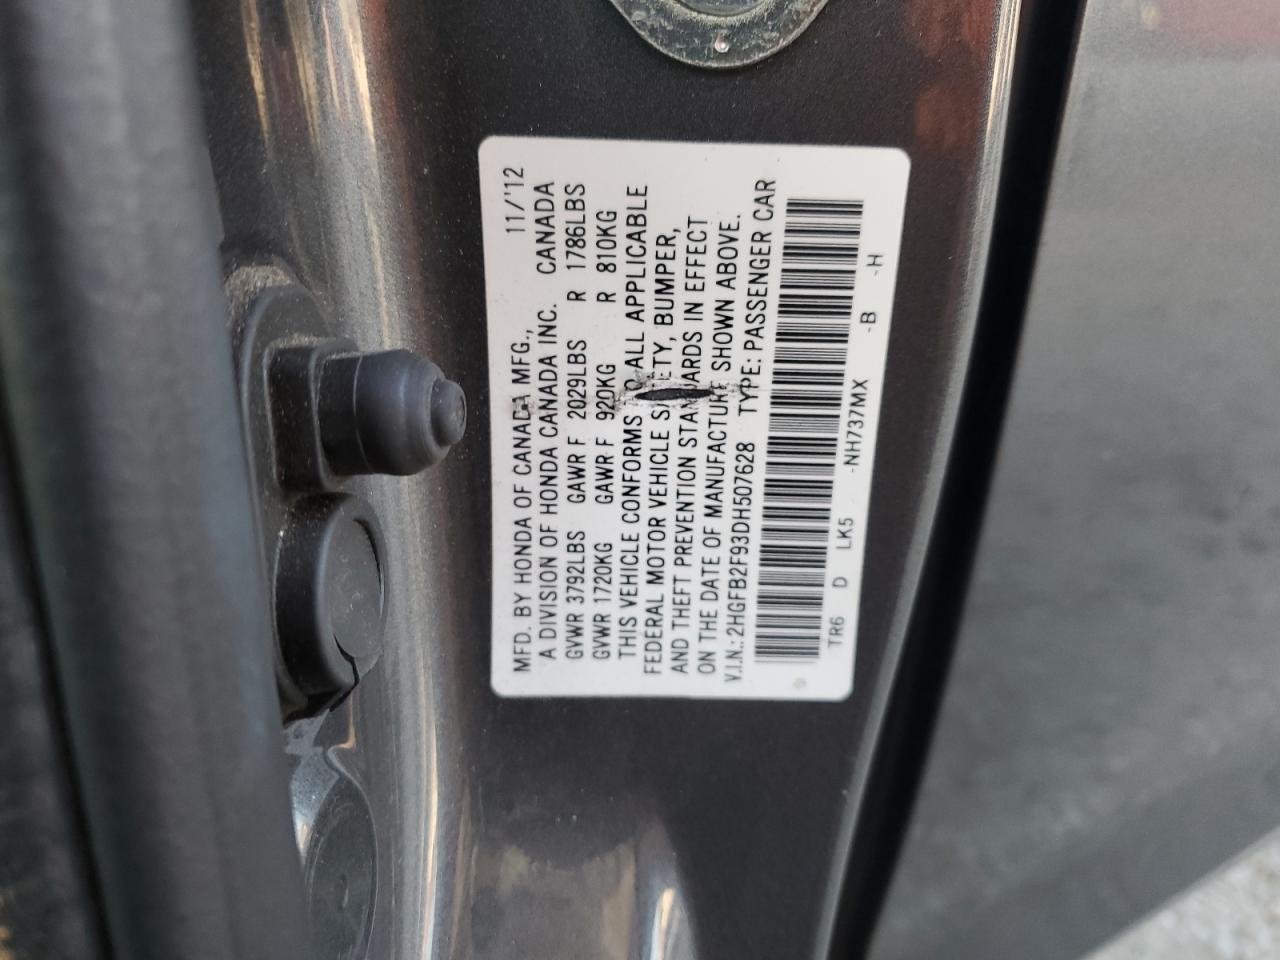 MFD. BY HONDA OF CANADA MFG., 11/'12
A DIVISION OF HONDA CANADA INC. CANADA
GVWR 3792LBS GAWR F 2029LBS R 1786LBS
GVWR 1720KG GAWR F 920KG R 810KG
THIS VEHICLE CONFORMS TO ALL APPLICABLE
FEDERAL MOTOR VEHICLE SAFETY, BUMPER,
AND THEFT PREVENTION STANDARDS IN EFFECT
ON THE DATE OF MANUFACTURE SHOWN ABOVE.
V.I.N.: 2HGFB2F93DH507628 TYPE: PASSENGER CAR
TR6 D LK5 -NH737MX -B -H